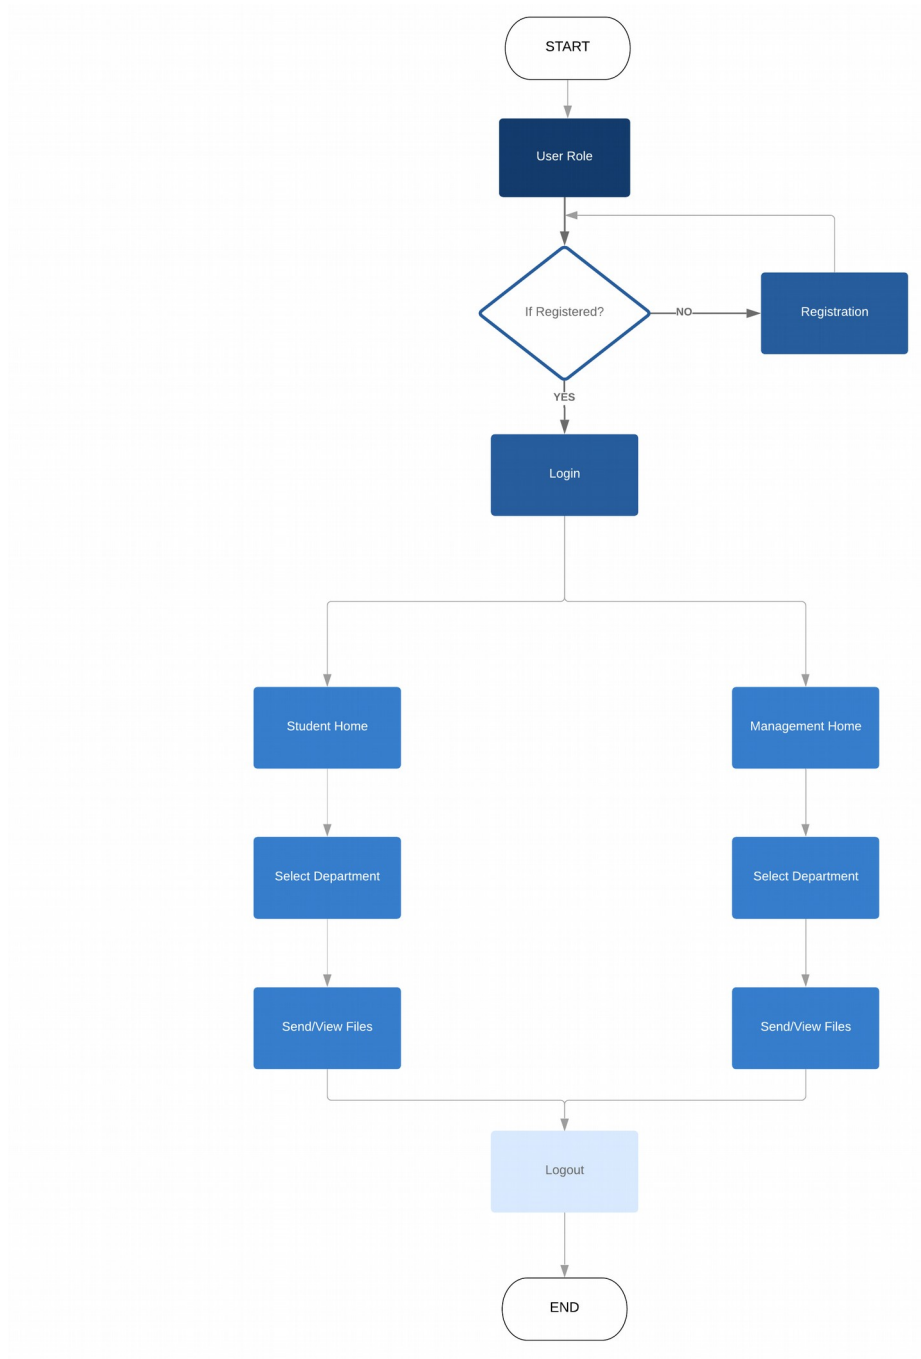 START
User Role
If Registered?
NO
Registration
YES
Login
Student Home
Management Home
Select Department
Select Department
Send/View Files
Send/View Files
Logout
END